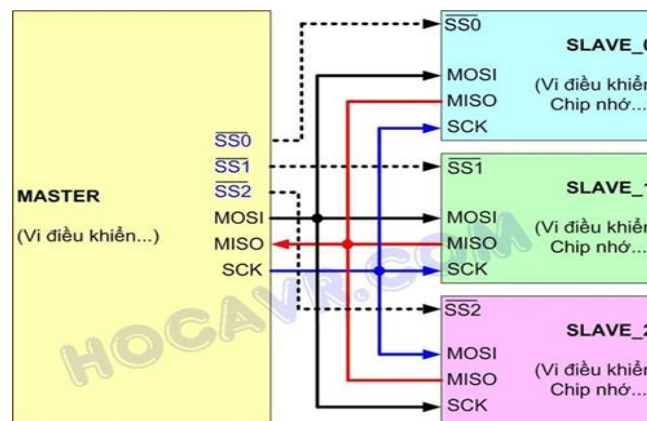 SS0
SS1
SS2
MASTER
MOSI
(Vi điều khiển...)
MISO
SCK
SS0
SLAVE_
MOSI
(Vi điều khiể
MISO
Chip nhớ...
SCK
SS1
SLAVE_
MOSI
(Vi điều khiể
MISO
Chip nhớ...
SCK
SS2
SLAVE_
MOSI
(Vi điều khiể
MISO
Chip nhớ...
SCK
HOCAVR.COM